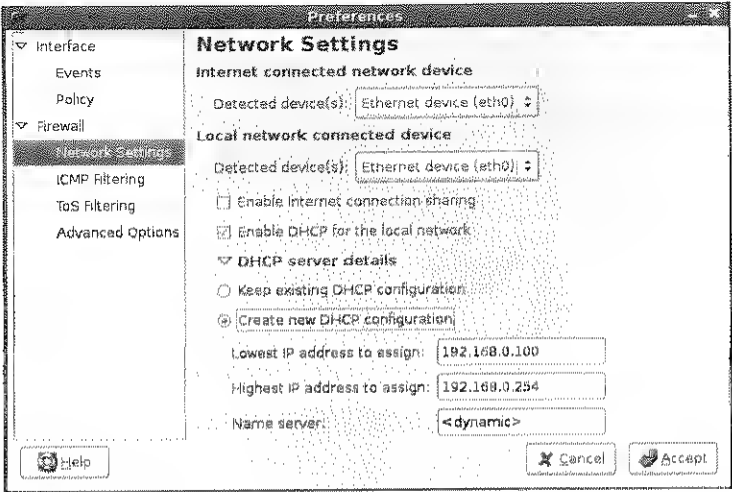 Preferences
Interface
Events
Policy
Firewall
Network Settings
ICMP Filtering
ToS Filtering
Advanced Options
Network Settings
Internet connected network device
Detected device(s): Ethernet device (eth0)
Local network connected device
Detected device(s): Ethernet device (eth0)
Enable Internet connection sharing
Enable DHCP for the local network
DHCP server details
Keep existing DHCP configuration
Create new DHCP configuration
Lowest IP address to assign: 192.168.0.100
Highest IP address to assign: 192.168.0.254
Name server: <dynamic>
Help
Cancel
Accept